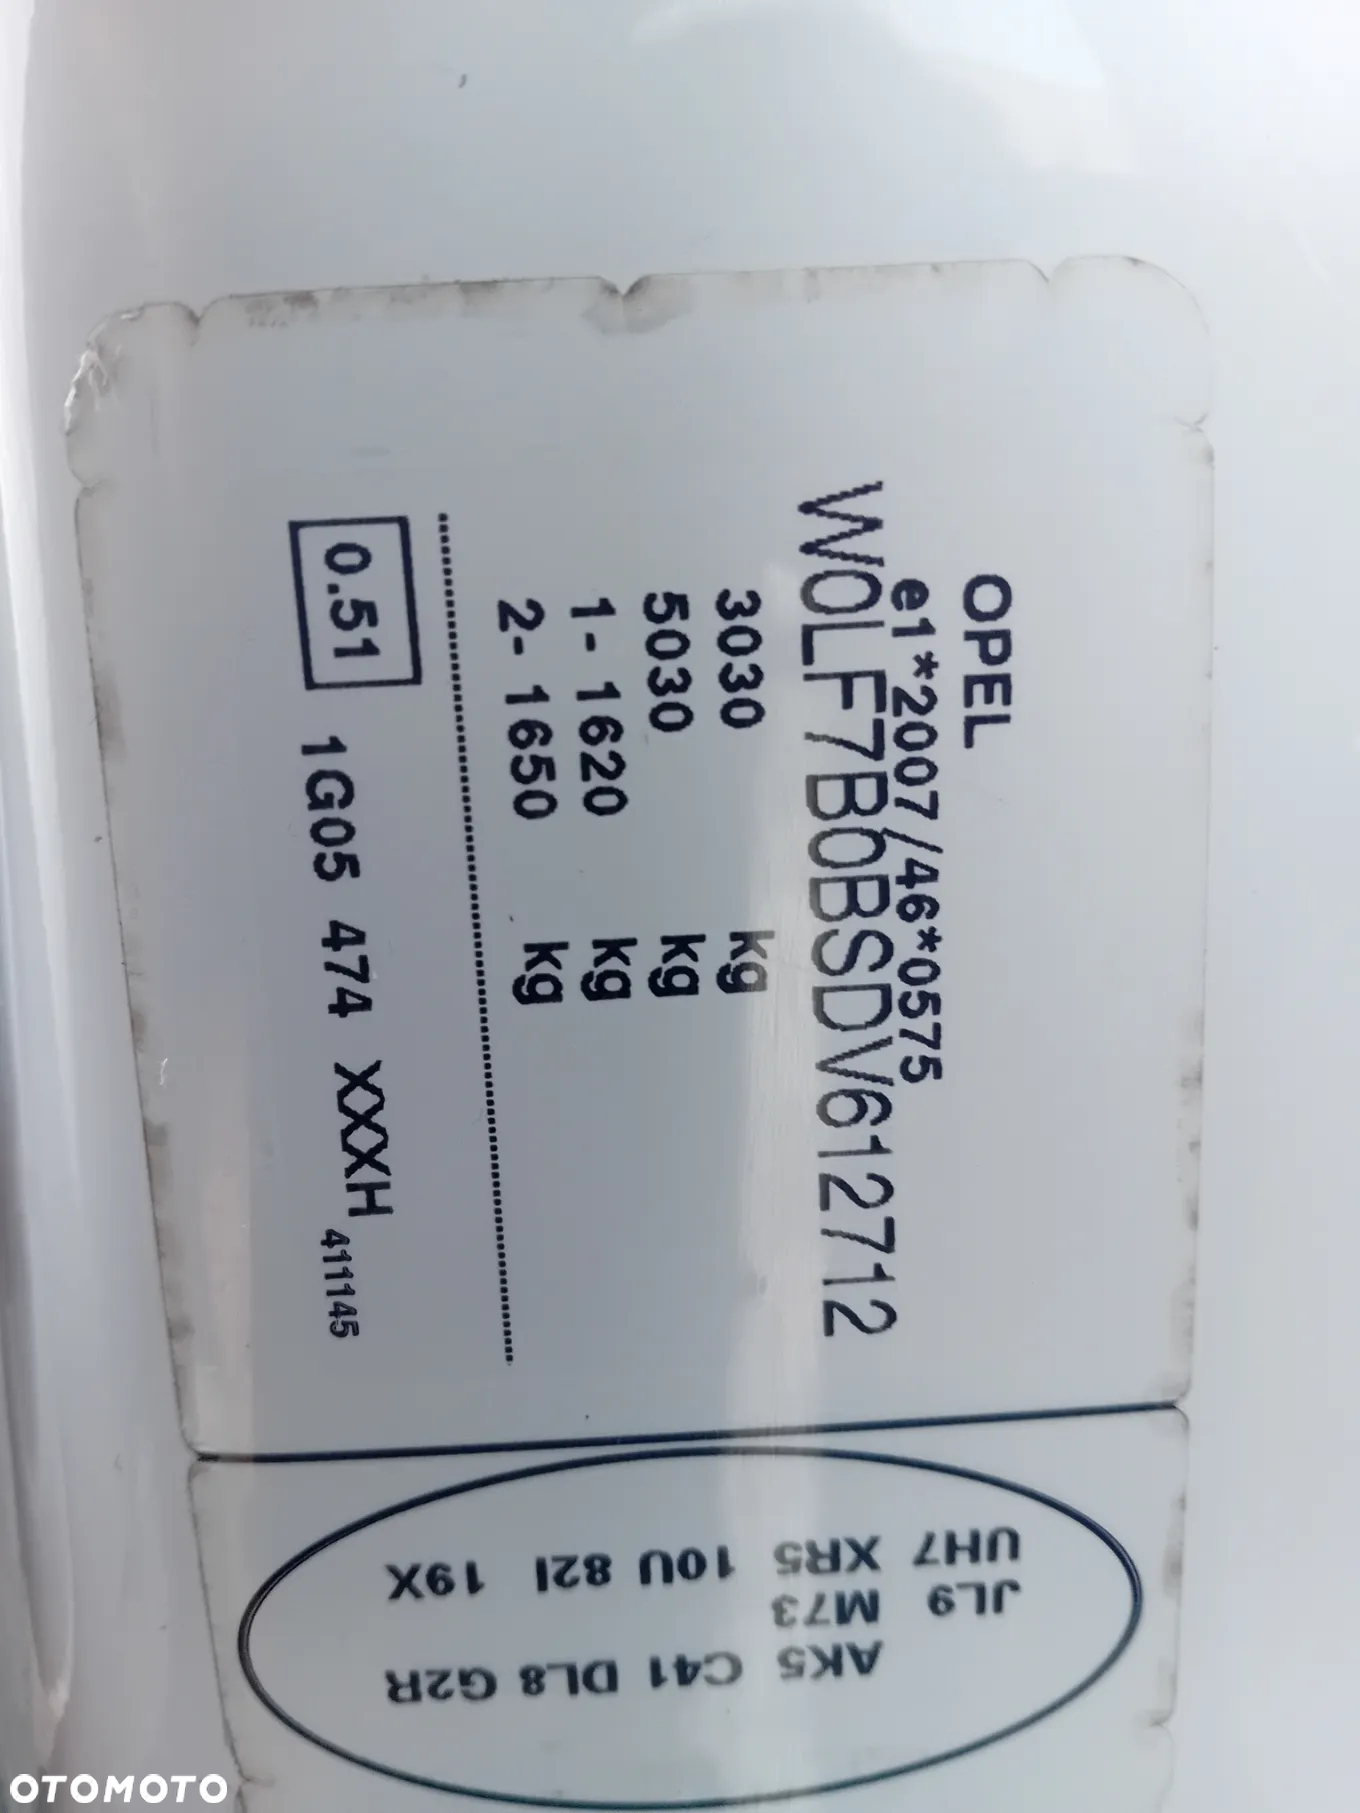 OPEL
e1*2007/46*0575
W0LF7B0BSDV612712
3030 kg
5030 kg
1- 1620 kg
2- 1650 kg
0.51 1G05 474 XXXH 411145
UH7 XR5 10U 82I 19X
JL9 M73
AK5 C41 DL8 G2R
OTOMOTO